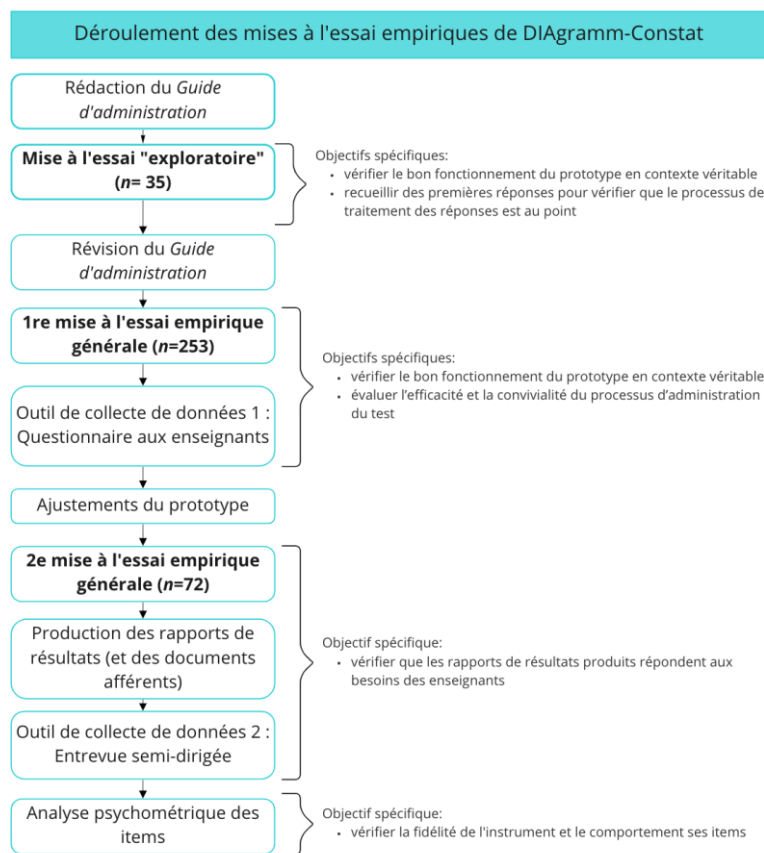 Déroulement des mises à l'essai empiriques de DIAgramm-Constat
Rédaction du Guide
d'administration
Mise à l'essai "exploratoire"
(n= 35)
Objectifs spécifiques:
• vérifier le bon fonctionnement du prototype en contexte véritable
• recueillir des premières réponses pour vérifier que le processus de
traitement des réponses est au point
Révision du Guide
d'administration
1re mise à l'essai empirique
générale (n=253)
Outil de collecte de données 1 :
Questionnaire aux enseignants
Objectifs spécifiques:
• vérifier le bon fonctionnement du prototype en contexte véritable
• évaluer l'efficacité et la convivialité du processus d'administration
du test
Ajustements du prototype
2e mise à l'essai empirique
générale (n=72)
Production des rapports de
résultats (et des documents
afférents)
Outil de collecte de données 2 :
Entrevue semi-dirigée
Objectif spécifique:
• vérifier que les rapports de résultats produits répondent aux
besoins des enseignants
Analyse psychométrique des
items
Objectif spécifique:
• vérifier la fidélité de l'instrument et le comportement ses items